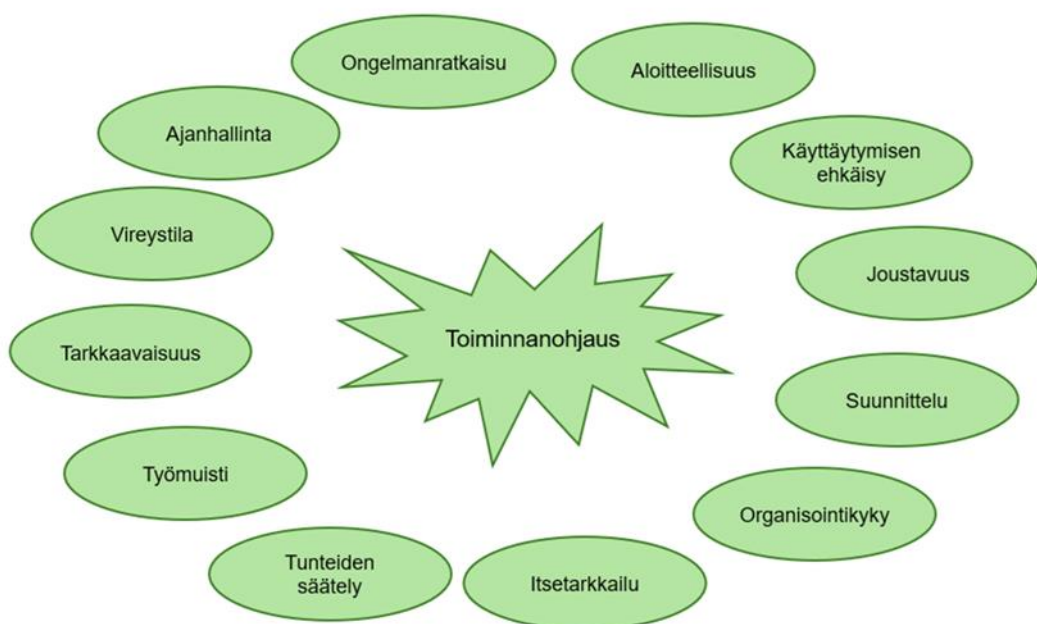 Ongelmanratkaisu
Aloitteellisuus
Ajanhallinta
Käyttäytymisen
ehkäisy
Vireystila
Joustavuus
Toiminnanohjaus
Tarkkaavaisuus
Suunnittelu
Työmuisti
Organisointikyky
Tunteiden
säätely
Itsetarkkailu